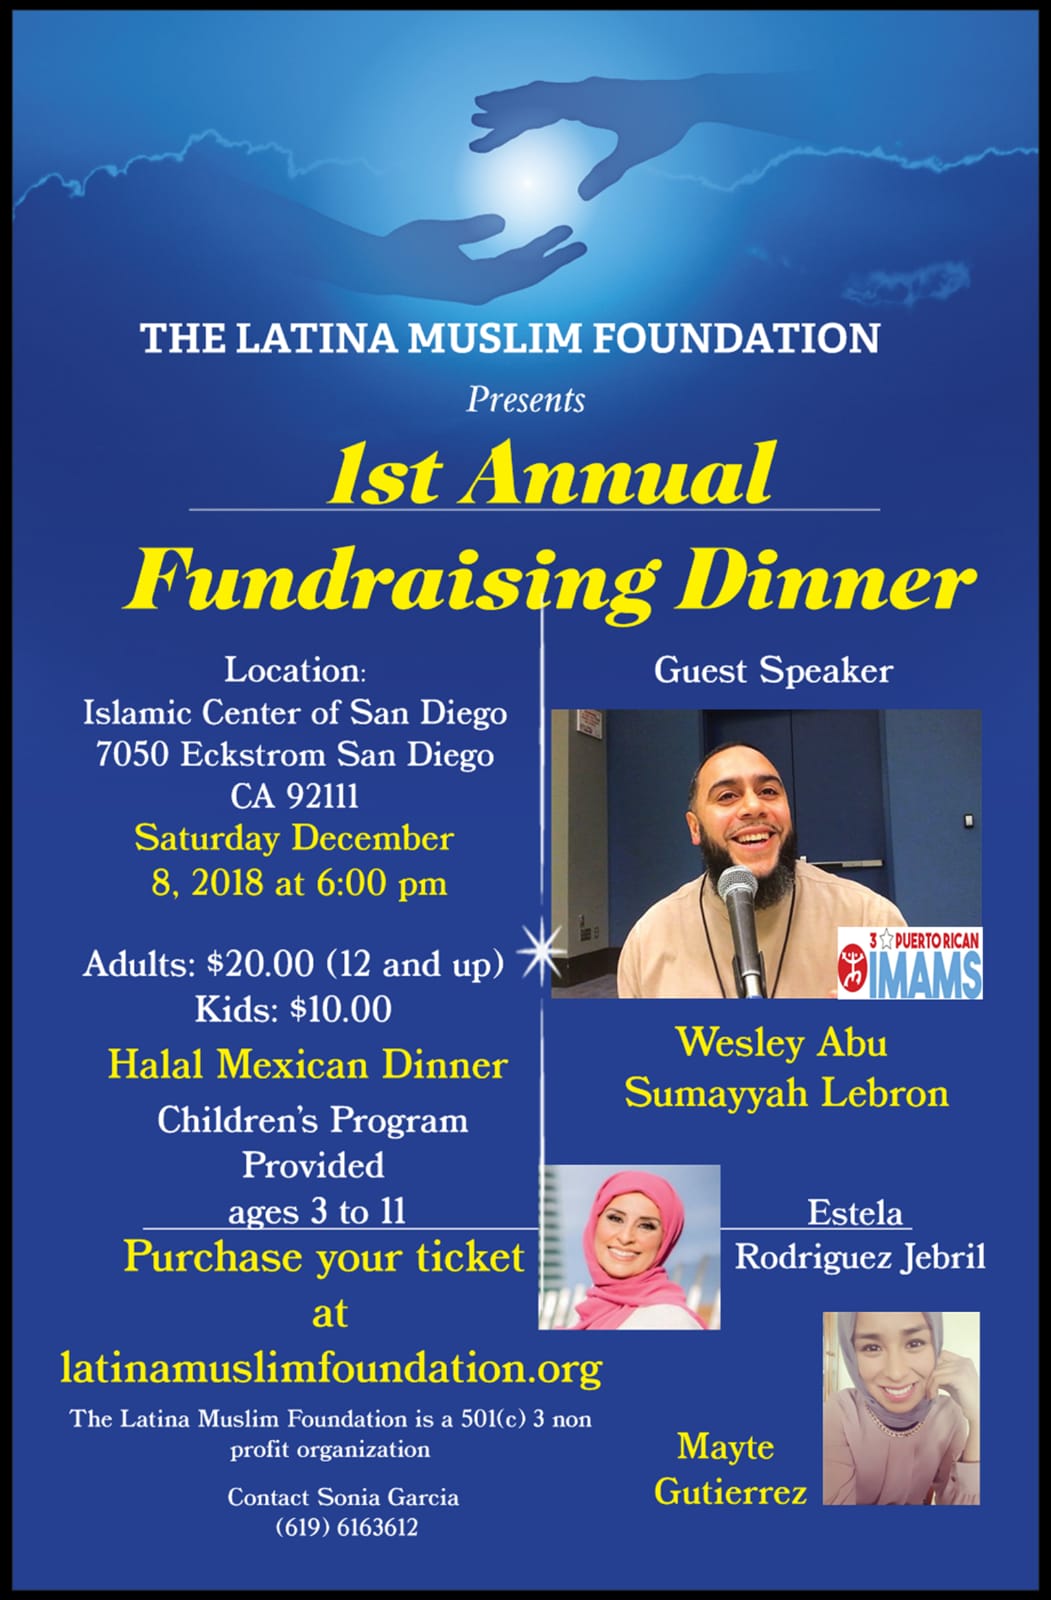 THE LATINA MUSLIM FOUNDATION
Presents
1st Annual
Fundraising Dinner
Location:
Islamic Center of San Diego
7050 Eckstrom San Diego
CA 92111
Saturday December
8, 2018 at 6:00 pm
Adults: $20.00 (12 and up)
Kids: $10.00
Halal Mexican Dinner
Children's Program
Provided
ages 3 to 11
Purchase your ticket
at
latinamuslimfoundation.org
The Latina Muslim Foundation is a 501(c) 3 non
profit organization
Contact Sonia Garcia
(619) 6163612
Guest Speaker
3 PUERTO RICAN
IMAMS
Wesley Abu
Sumayyah Lebron
Estela
Rodriguez Jebril
Mayte
Gutierrez